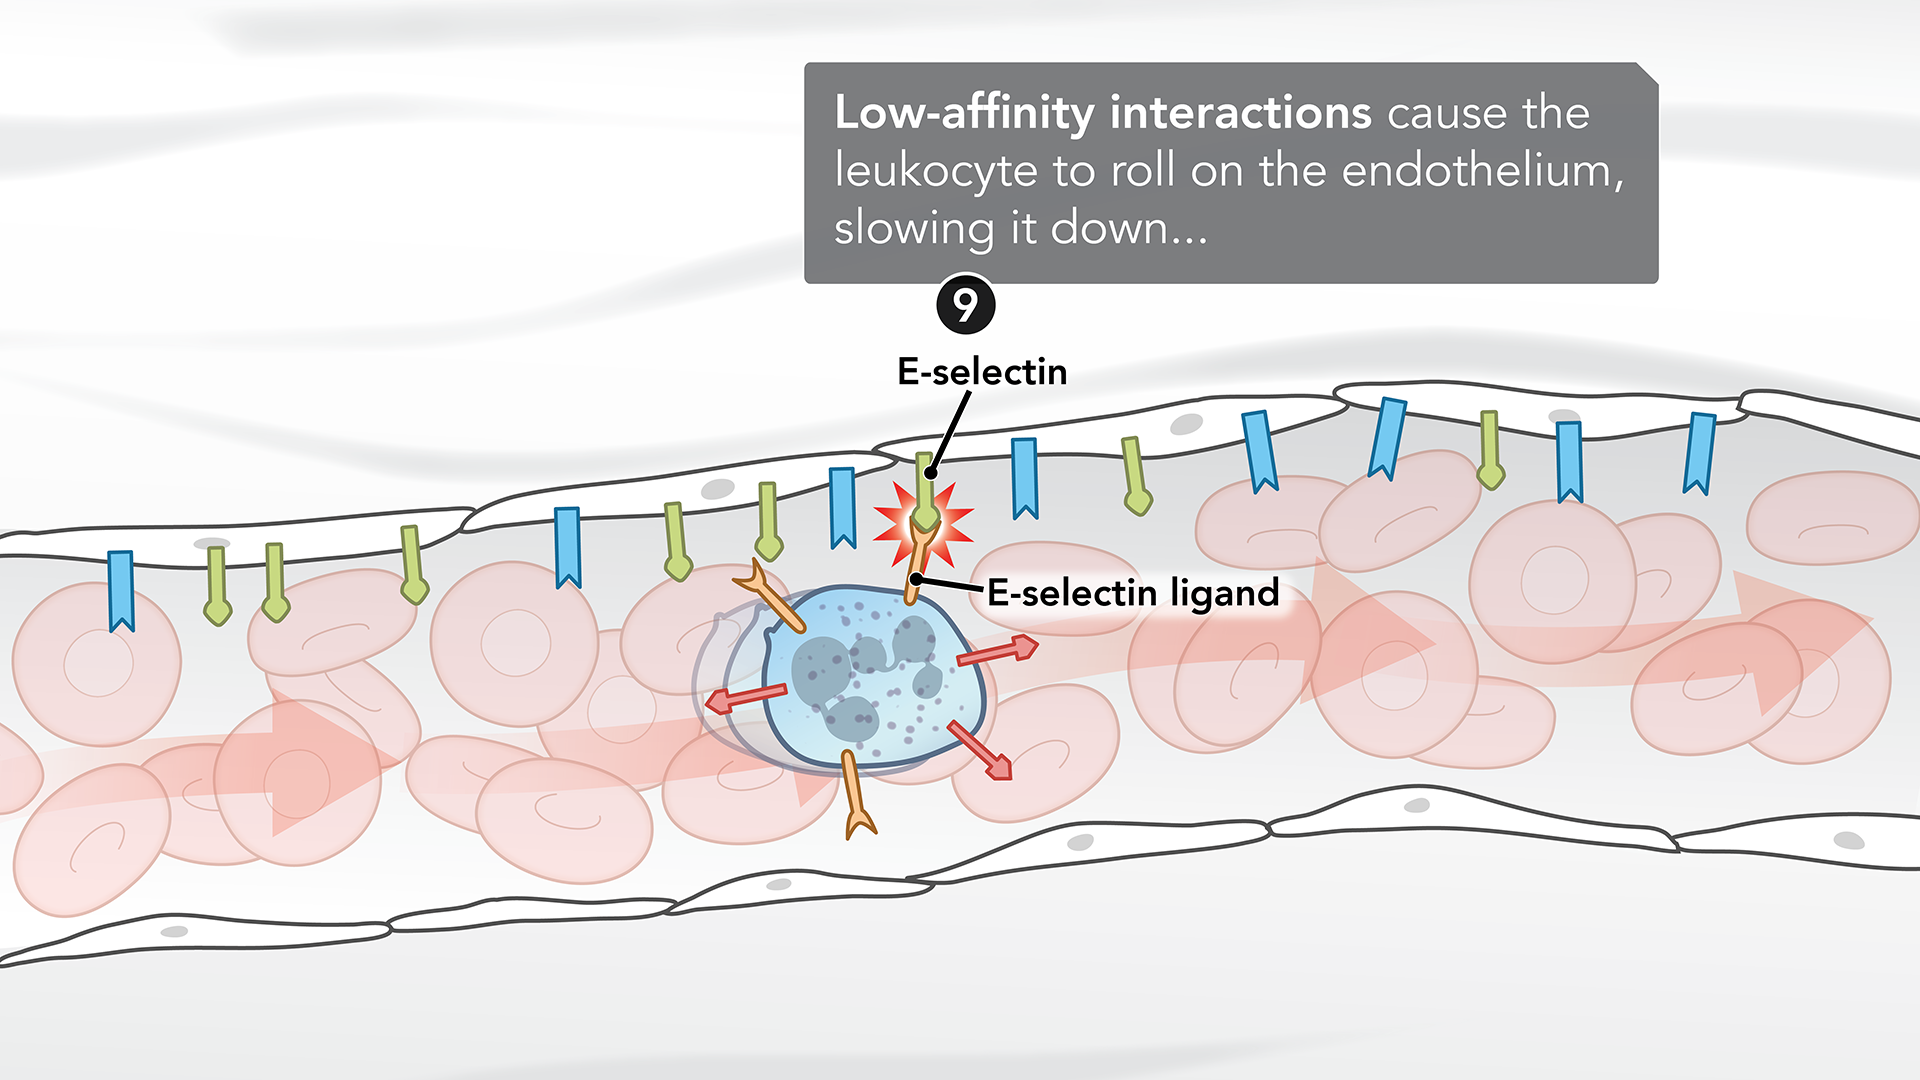 Low-affinity interactions cause the
leukocyte to roll on the endothelium,
slowing it down...
9
E-selectin
E-selectin ligand